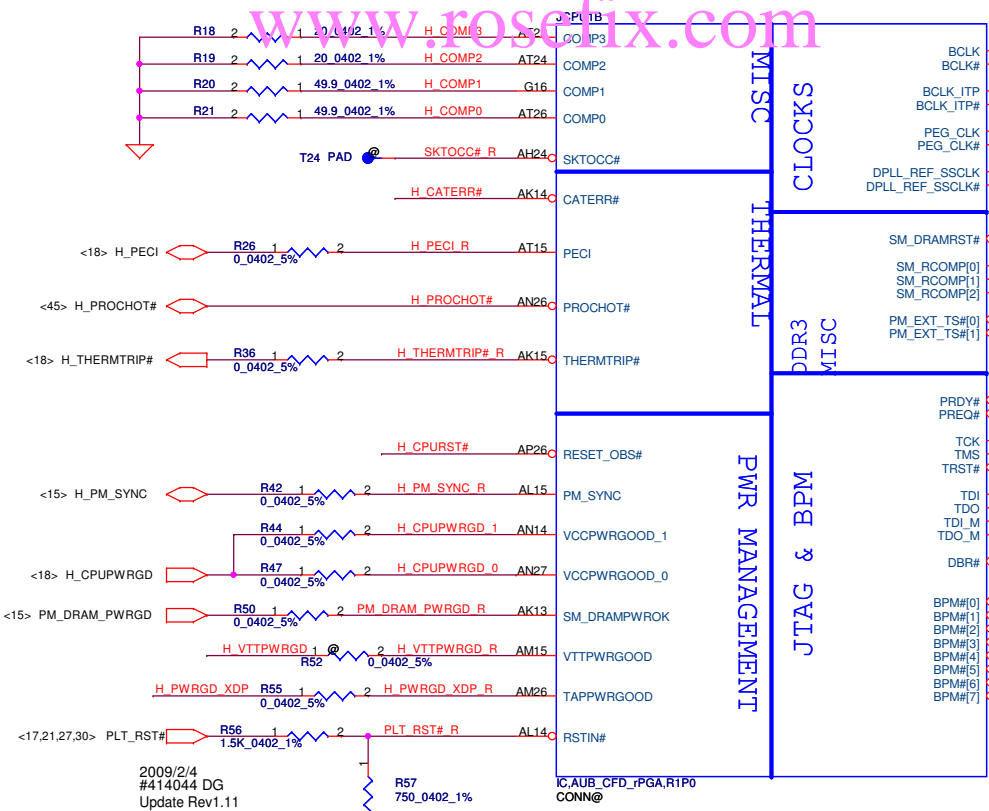 www.rosefix.com
JCPU1B
R18 2 1 20_0402_1% H_COMP3 COMP3
R19 2 1 20_0402_1% H_COMP2 AT24 COMP2
R20 2 1 49.9_0402_1% H_COMP1 G16 COMP1
R21 2 1 49.9_0402_1% H_COMP0 AT26 COMP0
T24 PAD @ SKTOCC#_R AH24 SKTOCC#
H_CATERR# AK14 CATERR#
<18> H_PECI R26 1 2 H_PECI_R AT15 PECI
0_0402_5%
<45> H_PROCHOT# H_PROCHOT# AN26 PROCHOT#
<18> H_THERMTRIP# R36 1 2 H_THERMTRIP#_R AK15 THERMTRIP#
0_0402_5%
H_CPURST# AP26 RESET_OBS#
<15> H_PM_SYNC R42 1 2 H_PM_SYNC_R AL15 PM_SYNC
0_0402_5%
R44 1 2 H_CPUPWRGD_1 AN14 VCCPWRGOOD_1
0_0402_5%
<18> H_CPUPWRGD R47 1 2 H_CPUPWRGD_0 AN27 VCCPWRGOOD_0
0_0402_5%
<15> PM_DRAM_PWRGD R50 1 2 PM_DRAM_PWRGD_R AK13 SM_DRAMPWROK
0_0402_5%
H_VTTPWRGD 1 @ 2 H_VTTPWRGD_R AM15 VTTPWRGOOD
R52 0_0402_5%
H_PWRGD_XDP R55 1 2 H_PWRGD_XDP_R AM26 TAPPWRGOOD
0_0402_5%
<17,21,27,30> PLT_RST# R56 1 2 PLT_RST#_R AL14 RSTIN#
1.5K_0402_1%
1
R57
750_0402_1%
2009/2/4
#414044 DG
Update Rev1.11
IC,AUB_CFD_rPGA,R1P0
CONN@
MISC
THERMAL
PWR MANAGEMENT
CLOCKS
DDR3
MISC
JTAG & BPM
BCLK
BCLK#
BCLK_ITP
BCLK_ITP#
PEG_CLK
PEG_CLK#
DPLL_REF_SSCLK
DPLL_REF_SSCLK#
SM_DRAMRST#
SM_RCOMP[0]
SM_RCOMP[1]
SM_RCOMP[2]
PM_EXT_TS#[0]
PM_EXT_TS#[1]
PRDY#
PREQ#
TCK
TMS
TRST#
TDI
TDO
TDI_M
TDO_M
DBR#
BPM#[0]
BPM#[1]
BPM#[2]
BPM#[3]
BPM#[4]
BPM#[5]
BPM#[6]
BPM#[7]